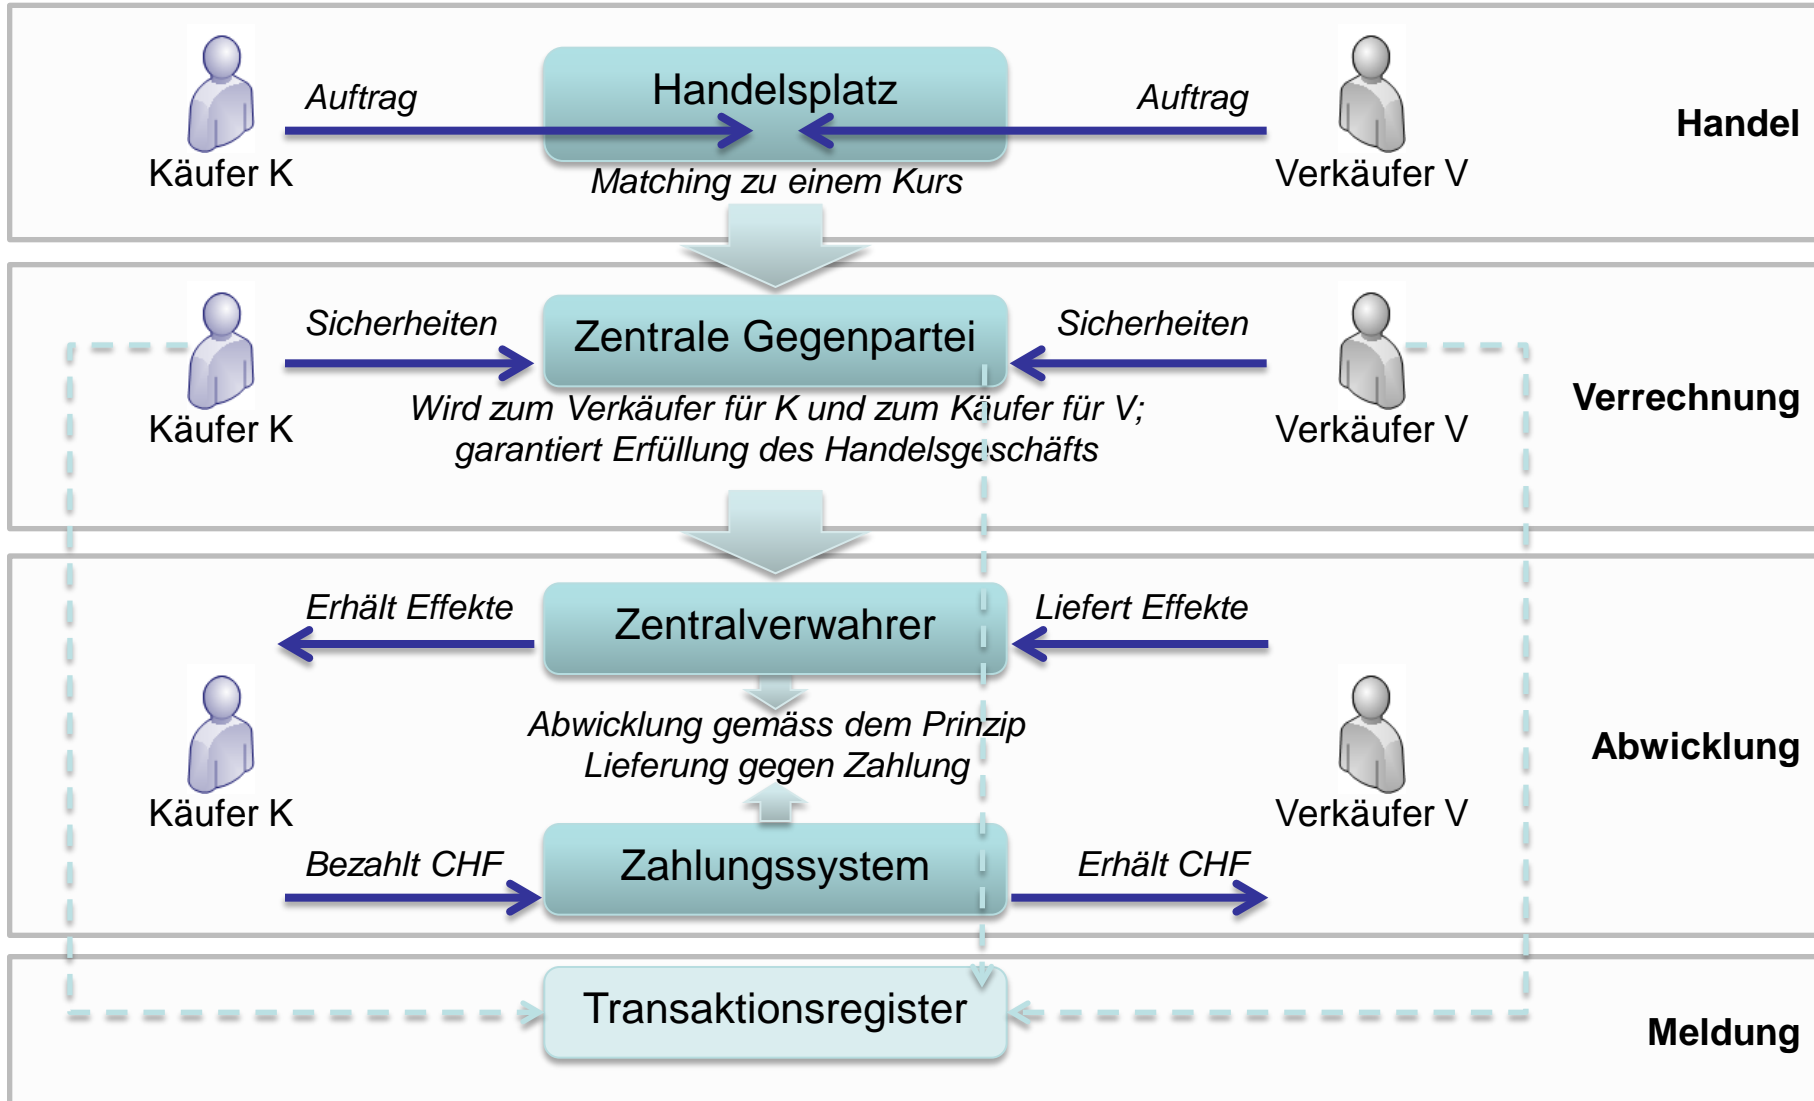 Auftrag
Handelsplatz
Auftrag
Käufer K
Matching zu einem Kurs
Verkäufer V
Handel
Sicherheiten
Zentrale Gegenpartei
Sicherheiten
Käufer K
Wird zum Verkäufer für K und zum Käufer für V;
garantiert Erfüllung des Handelsgeschäfts
Verkäufer V
Verrechnung
Erhält Effekte
Zentralverwahrer
Liefert Effekte
Abwicklung gemäss dem Prinzip
Lieferung gegen Zahlung
Käufer K
Verkäufer V
Abwicklung
Bezahlt CHF
Zahlungssystem
Erhält CHF
Transaktionsregister
Meldung